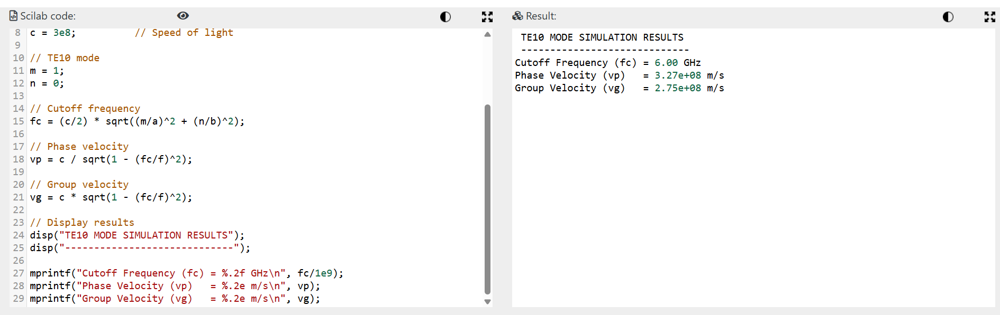 Scilab code:
8 c = 3e8;          // Speed of light
9
10 // TE10 mode
11 m = 1;
12 n = 0;
13
14 // Cutoff frequency
15 fc = (c/2) * sqrt((m/a)^2 + (n/b)^2);
16
17 // Phase velocity
18 vp = c / sqrt(1 - (fc/f)^2);
19
20 // Group velocity
21 vg = c * sqrt(1 - (fc/f)^2);
22
23 // Display results
24 disp("TE10 MODE SIMULATION RESULTS");
25 disp("-----------------------------");
26
27 mprintf("Cutoff Frequency (fc) = %.2f GHz\n", fc/1e9);
28 mprintf("Phase Velocity (vp)   = %.2e m/s\n", vp);
29 mprintf("Group Velocity (vg)   = %.2e m/s\n", vg);
Result:
TE10 MODE SIMULATION RESULTS
-----------------------------
Cutoff Frequency (fc) = 6.00 GHz
Phase Velocity (vp)   = 3.27e+08 m/s
Group Velocity (vg)   = 2.75e+08 m/s